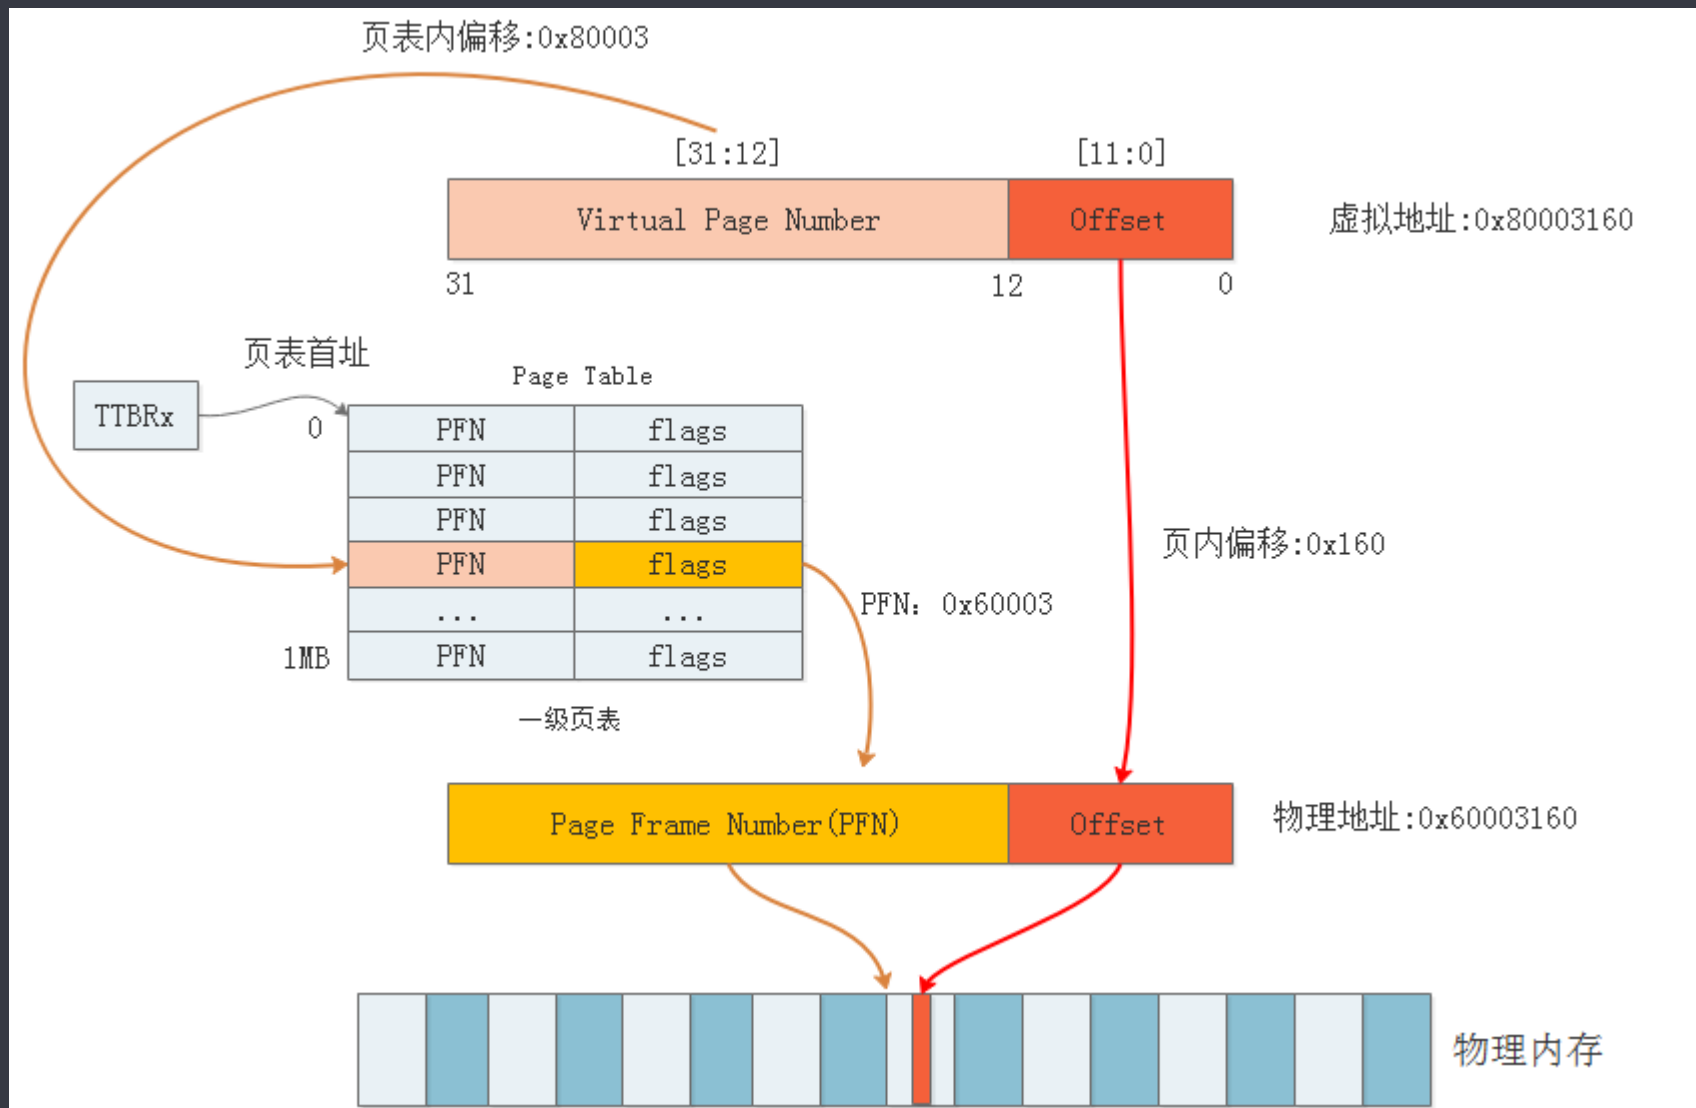 页表内偏移:0x80003
[31:12]
[11:0]
Virtual Page Number
Offset
虚拟地址:0x80003160
31
12
0
页表首址
Page Table
TTBRx
0
PFN
flags
PFN
flags
PFN
flags
PFN
flags
...
...
1MB
PFN
flags
一级页表
页内偏移:0x160
PFN: 0x60003
Page Frame Number(PFN)
Offset
物理地址:0x60003160
物理内存